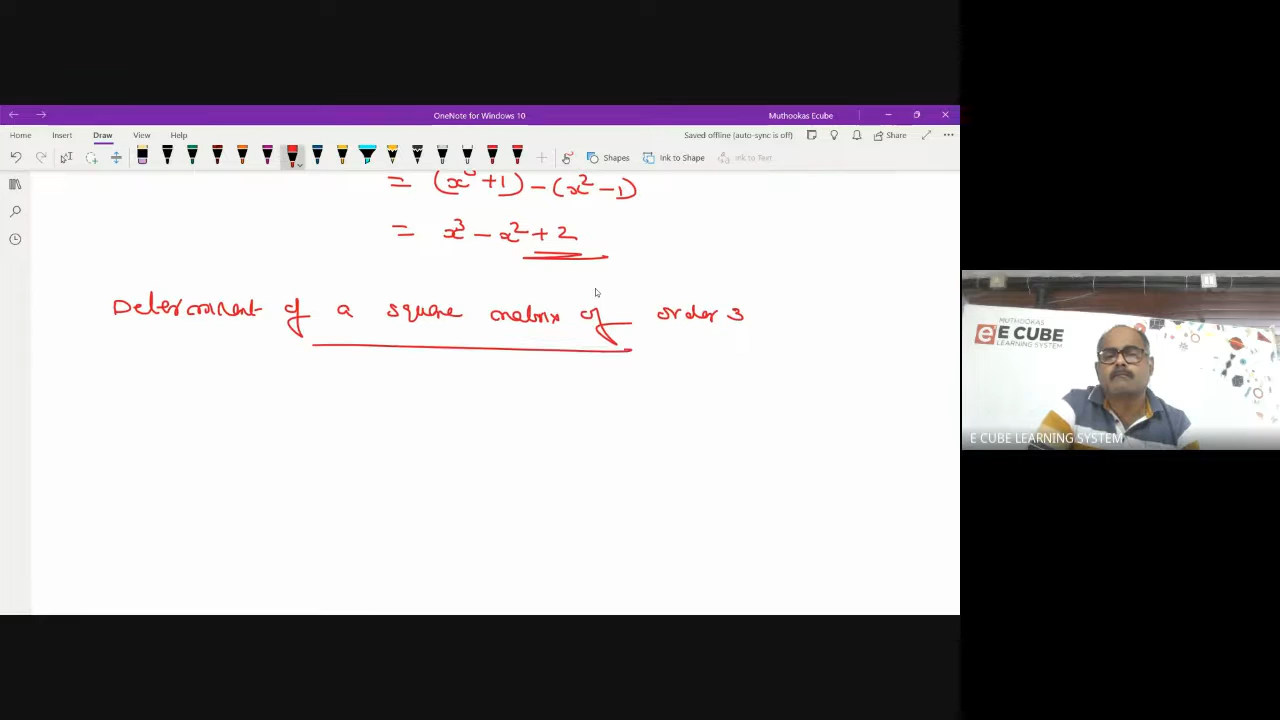 OneNote for Windows 10
Muthookas Ecube
Home Insert Draw View Help
Saved offline (auto-sync is off) Share
Shapes Ink to Shape Ink to Text
= (x³ + 1) - (x² - 1)
= x³ - x² + 2
Determinant of a square matrix of order 3
MUTHOOKAS
e E CUBE
LEARNING SYSTEM
E CUBE LEARNING SYSTEM